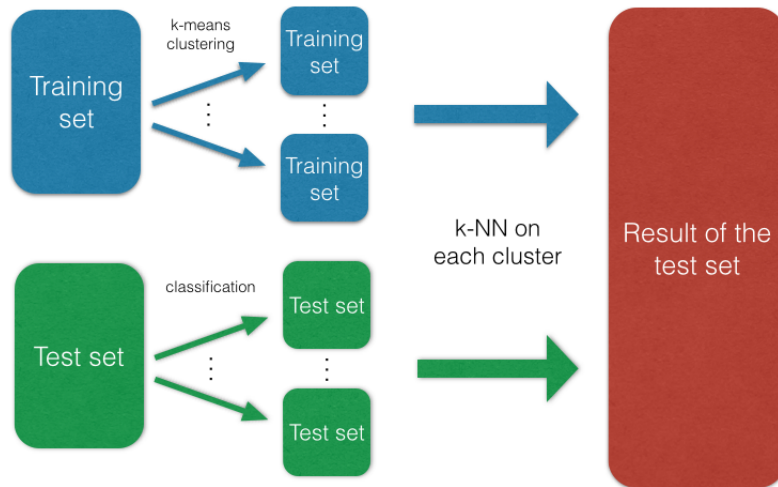 k-means
clustering
Training
set
Training
set
Training
set
k-NN on
each cluster
Result of the
test set
classification
Test set
Test set
Test set